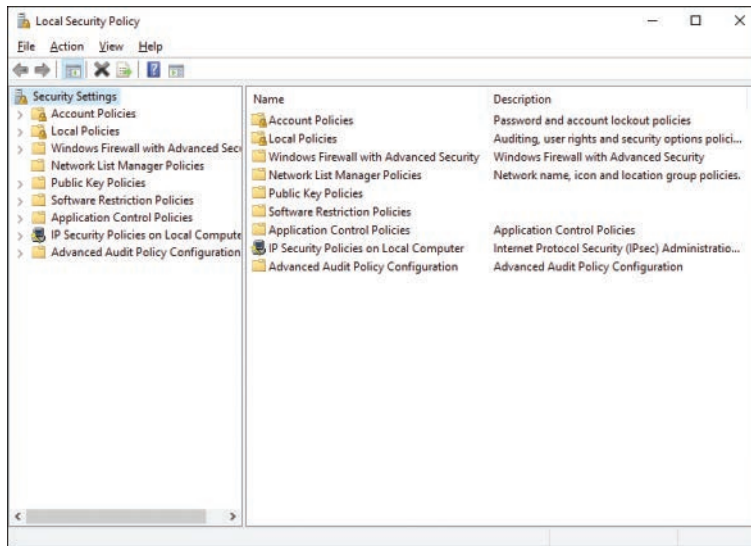 Local Security Policy
File Action View Help
Security Settings
Account Policies
Local Policies
Windows Firewall with Advanced Secu
Network List Manager Policies
Public Key Policies
Software Restriction Policies
Application Control Policies
IP Security Policies on Local Compute
Advanced Audit Policy Configuration
Name Description
Account Policies Password and account lockout policies
Local Policies Auditing, user rights and security options polici...
Windows Firewall with Advanced Security Windows Firewall with Advanced Security
Network List Manager Policies Network name, icon and location group policies.
Public Key Policies
Software Restriction Policies
Application Control Policies Application Control Policies
IP Security Policies on Local Computer Internet Protocol Security (IPsec) Administratio...
Advanced Audit Policy Configuration Advanced Audit Policy Configuration